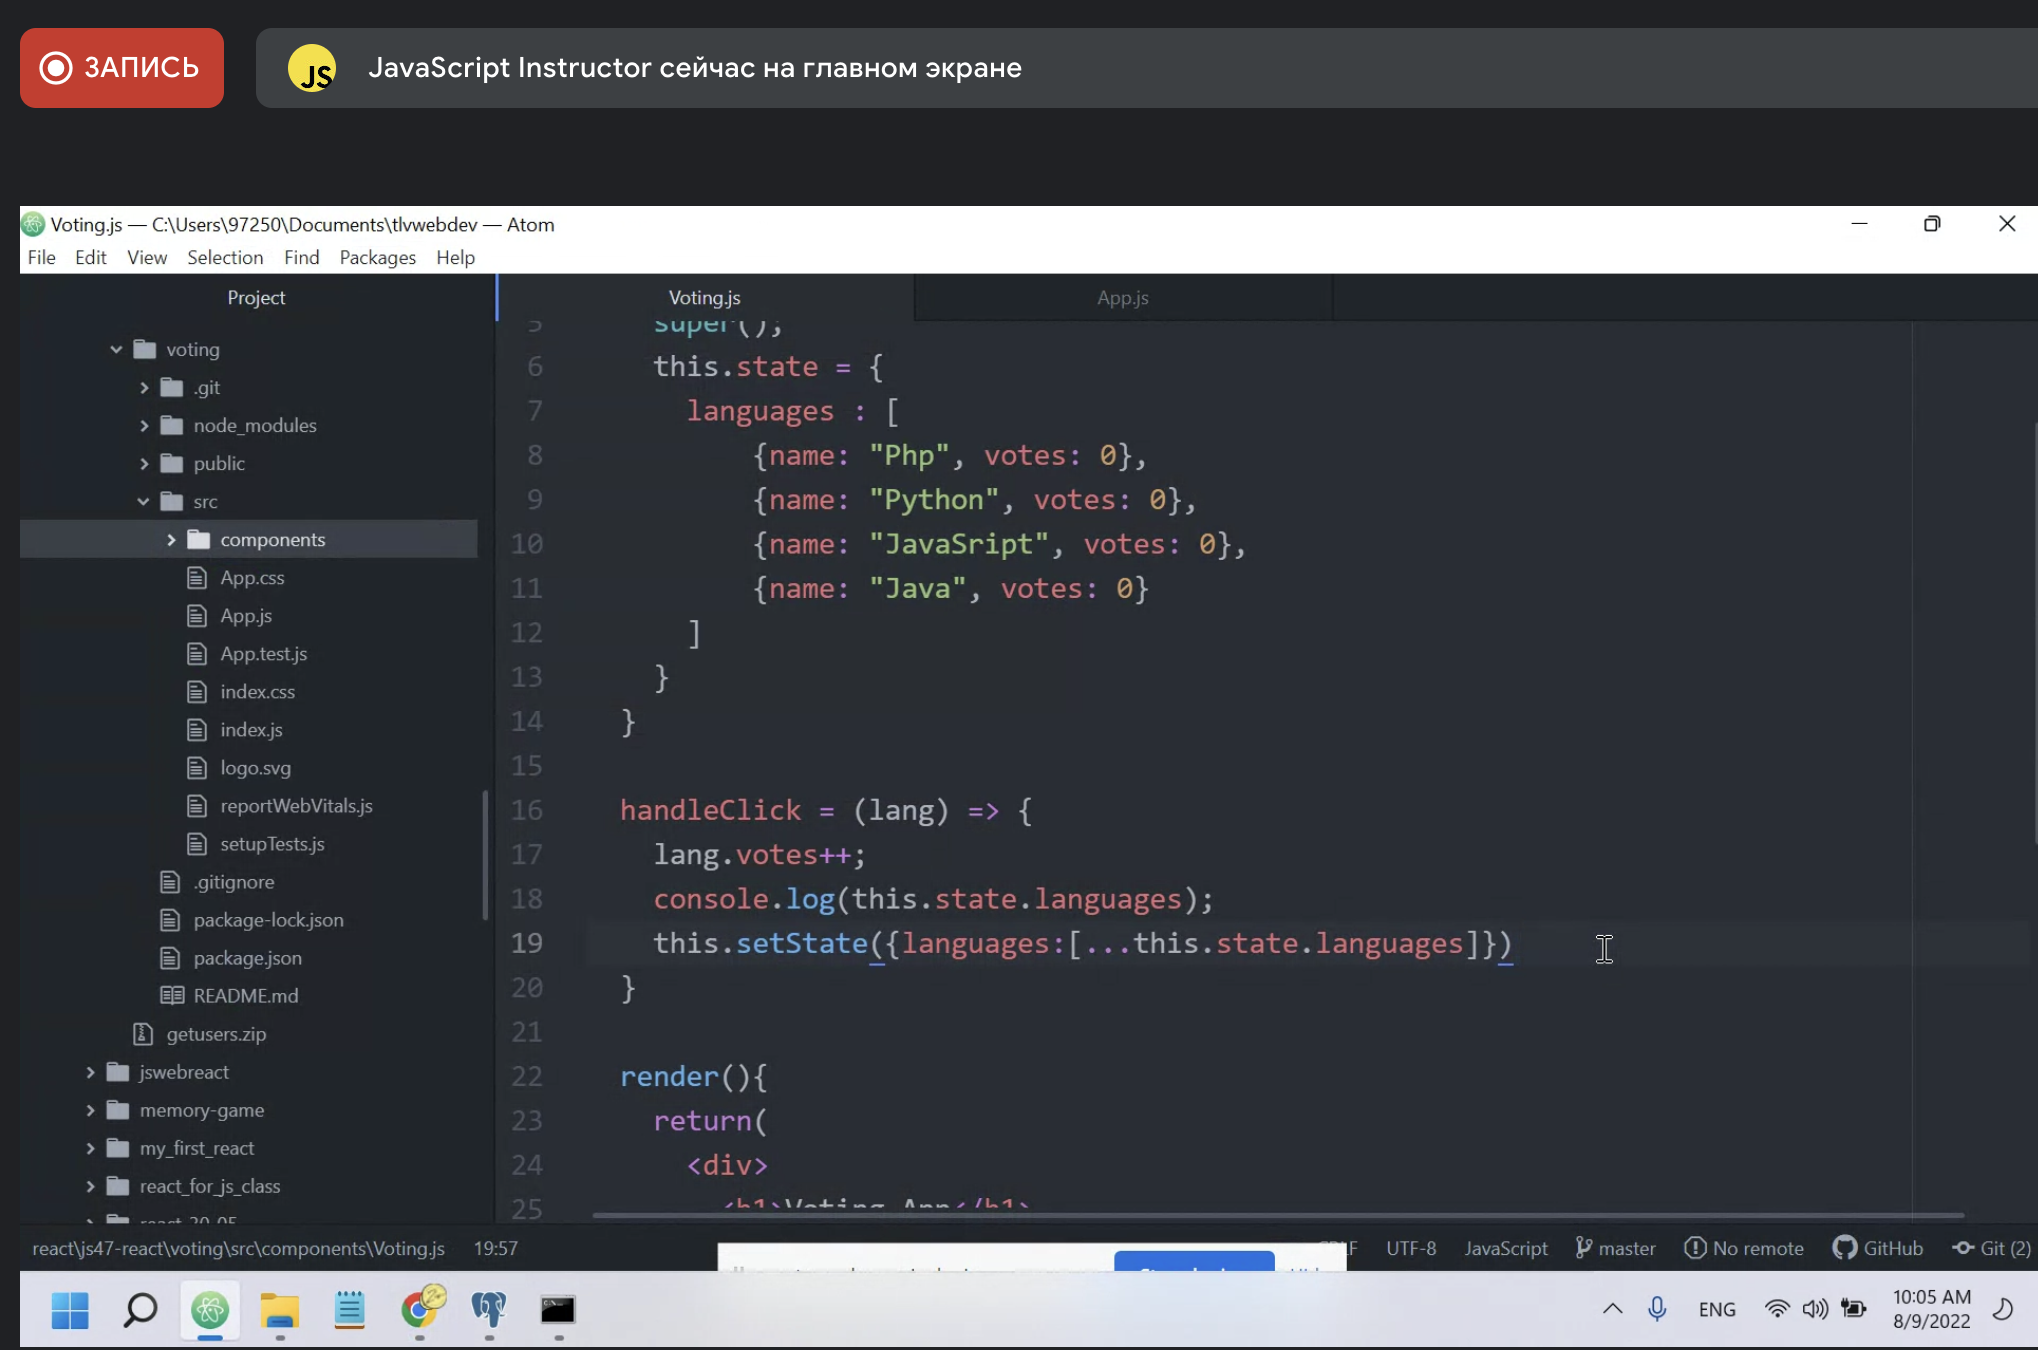 ЗАПИСЬ
JS JavaScript Instructor сейчас на главном экране
Voting.js — C:\Users\97250\Documents\tlvwebdev — Atom
File Edit View Selection Find Packages Help
Project
voting
.git
node_modules
public
src
components
App.css
App.js
App.test.js
index.css
index.js
logo.svg
reportWebVitals.js
setupTests.js
.gitignore
package-lock.json
package.json
README.md
getusers.zip
jswebreact
memory-game
my_first_react
react_for_js_class
Voting.js App.js
5 super();
6 this.state = {
7 languages : [
8 {name: "Php", votes: 0},
9 {name: "Python", votes: 0},
10 {name: "JavaSript", votes: 0},
11 {name: "Java", votes: 0}
12 ]
13 }
14 }
15
16 handleClick = (lang) => {
17 lang.votes++;
18 console.log(this.state.languages);
19 this.setState({languages:[...this.state.languages]})
20 }
21
22 render(){
23 return(
24 <div>
25 <h1>Voting App</h1>
react\js47-react\voting\src\components\Voting.js 19:57 UTF-8 JavaScript master No remote GitHub Git (2)
ENG 10:05 AM
8/9/2022